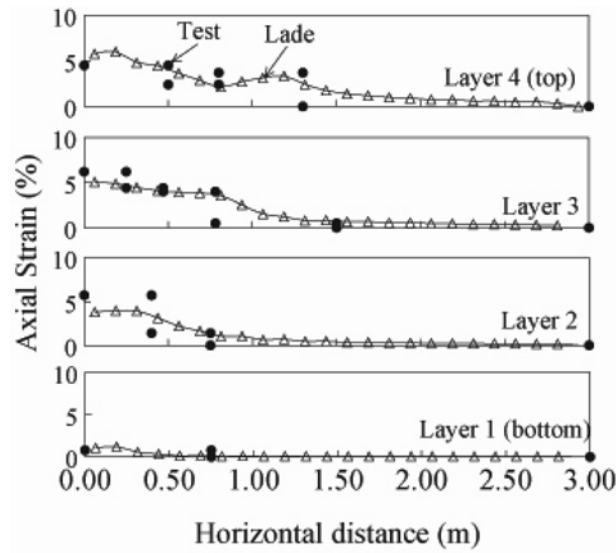 10
Test
Lade
5
Layer 4 (top)
0
10
5
Layer 3
0
10
5
Layer 2
0
10
5
Layer 1 (bottom)
0
0.00 0.50 1.00 1.50 2.00 2.50 3.00
Horizontal distance (m)
Axial Strain (%)